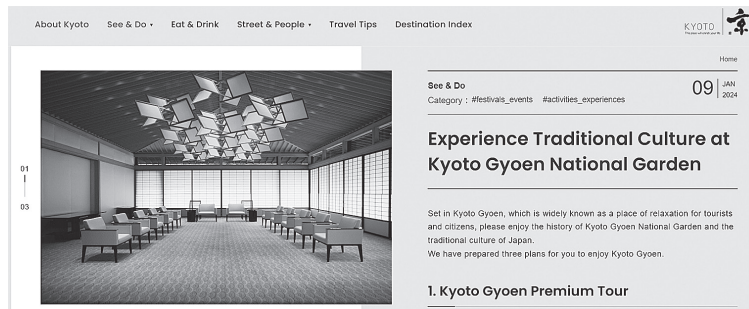 About Kyoto See & Do ▾ Eat & Drink Street & People ▾ Travel Tips Destination Index
KYOTO
京
Home
See & Do
Category : #festivals_events #activities_experiences
09 JAN
2024
Experience Traditional Culture at
Kyoto Gyoen National Garden
01
03
Set in Kyoto Gyoen, which is widely known as a place of relaxation for tourists
and citizens, please enjoy the history of Kyoto Gyoen National Garden and the
traditional culture of Japan.
We have prepared three plans for you to enjoy Kyoto Gyoen.
1. Kyoto Gyoen Premium Tour